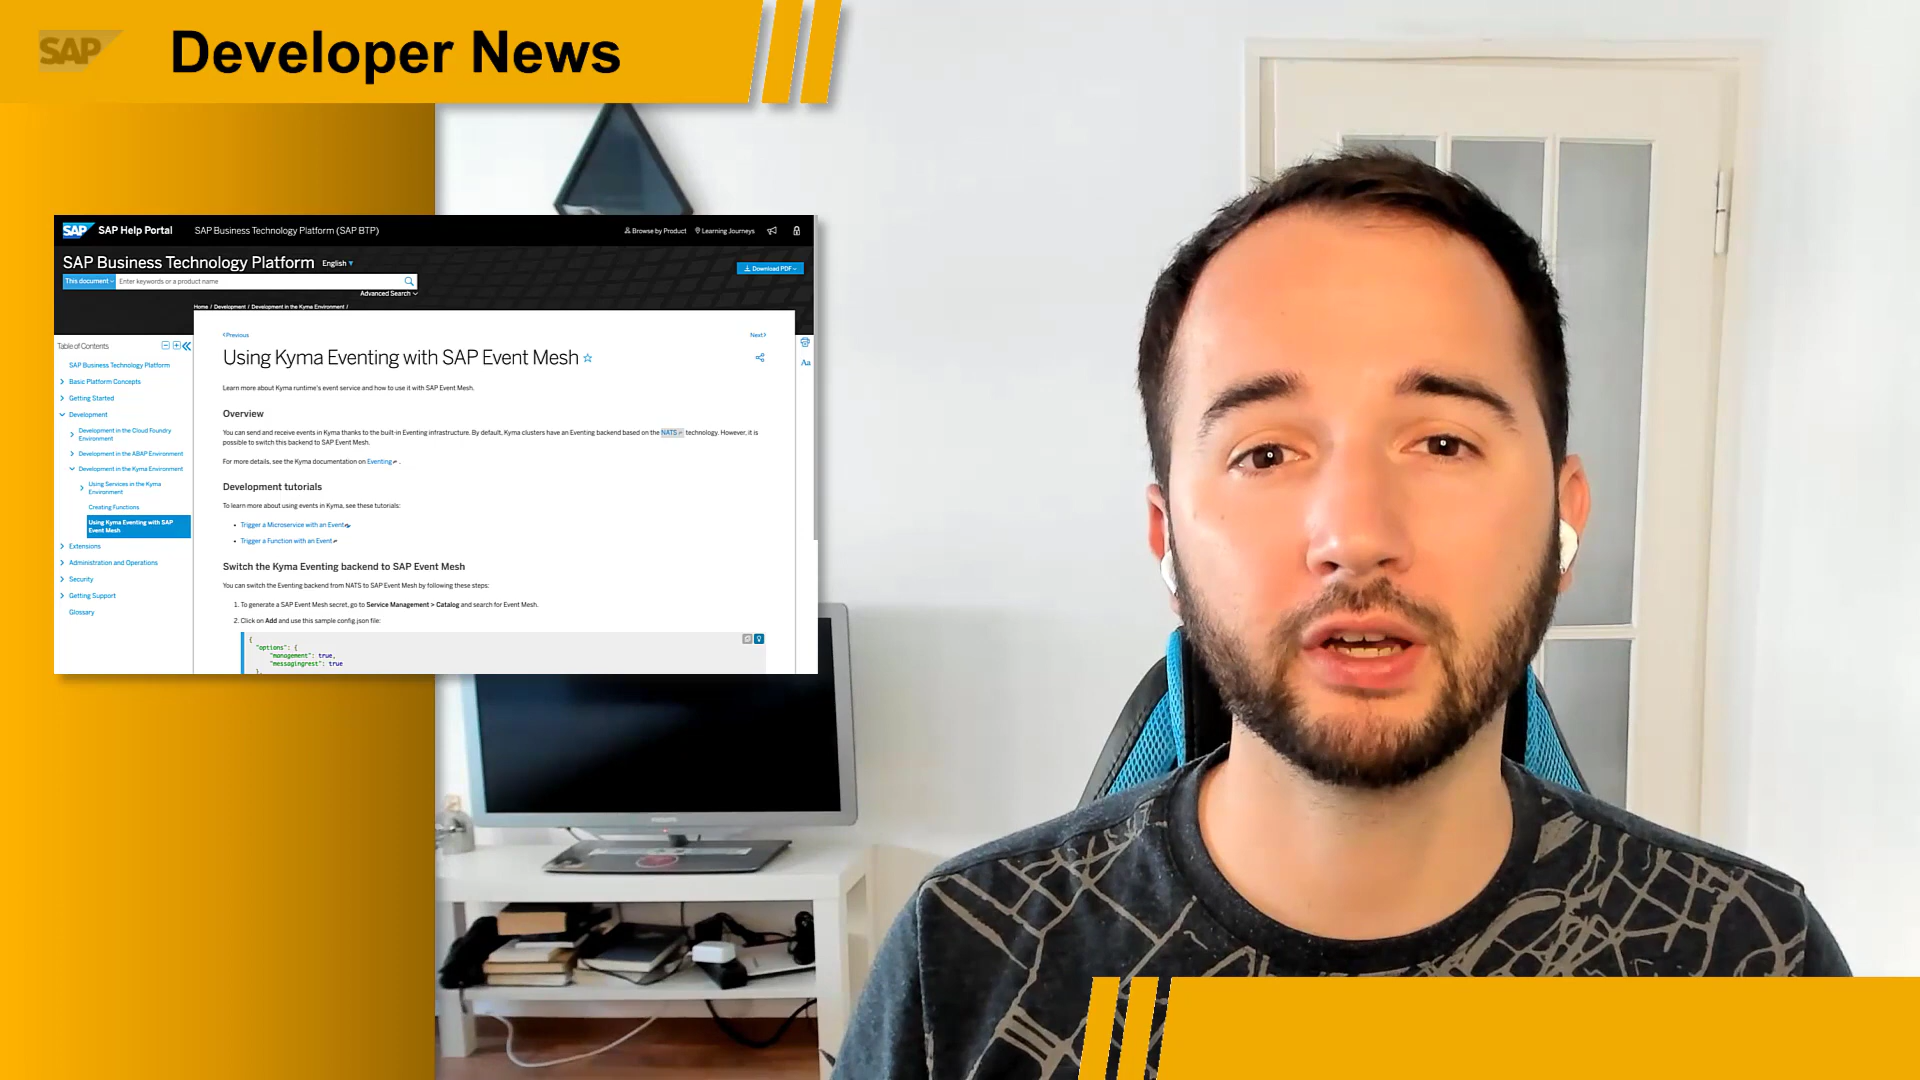 SAP Developer News
SAP SAP Help Portal SAP Business Technology Platform (SAP BTP) Browse by Product Learning Journeys
SAP Business Technology Platform English
Download PDF
This document Enter keywords or a product name
Advanced Search
Home / Development / Development in the Kyma Environment /
Table of Contents
SAP Business Technology Platform
Basic Platform Concepts
Getting Started
Development
Development in the Cloud Foundry
Environment
Development in the ABAP Environment
Development in the Kyma Environment
Using Services in the Kyma
Environment
Creating Functions
Using Kyma Eventing with SAP
Event Mesh
Extensions
Administration and Operations
Security
Getting Support
Glossary
<Previous Next>
Using Kyma Eventing with SAP Event Mesh
Aa
Learn more about Kyma runtime's event service and how to use it with SAP Event Mesh.
Overview
You can send and receive events in Kyma thanks to the built-in Eventing infrastructure. By default, Kyma clusters have an Eventing backend based on the NATS technology. However, it is
possible to switch this backend to SAP Event Mesh.
For more details, see the Kyma documentation on Eventing .
Development tutorials
To learn more about using events in Kyma, see these tutorials:
• Trigger a Microservice with an Event
• Trigger a Function with an Event
Switch the Kyma Eventing backend to SAP Event Mesh
You can switch the Eventing backend from NATS to SAP Event Mesh by following these steps:
1. To generate a SAP Event Mesh secret, go to Service Management > Catalog and search for Event Mesh.
2. Click on Add and use this sample config.json file:
{
"options": {
"management": true,
"messagingrest": true
},
PHILIPS